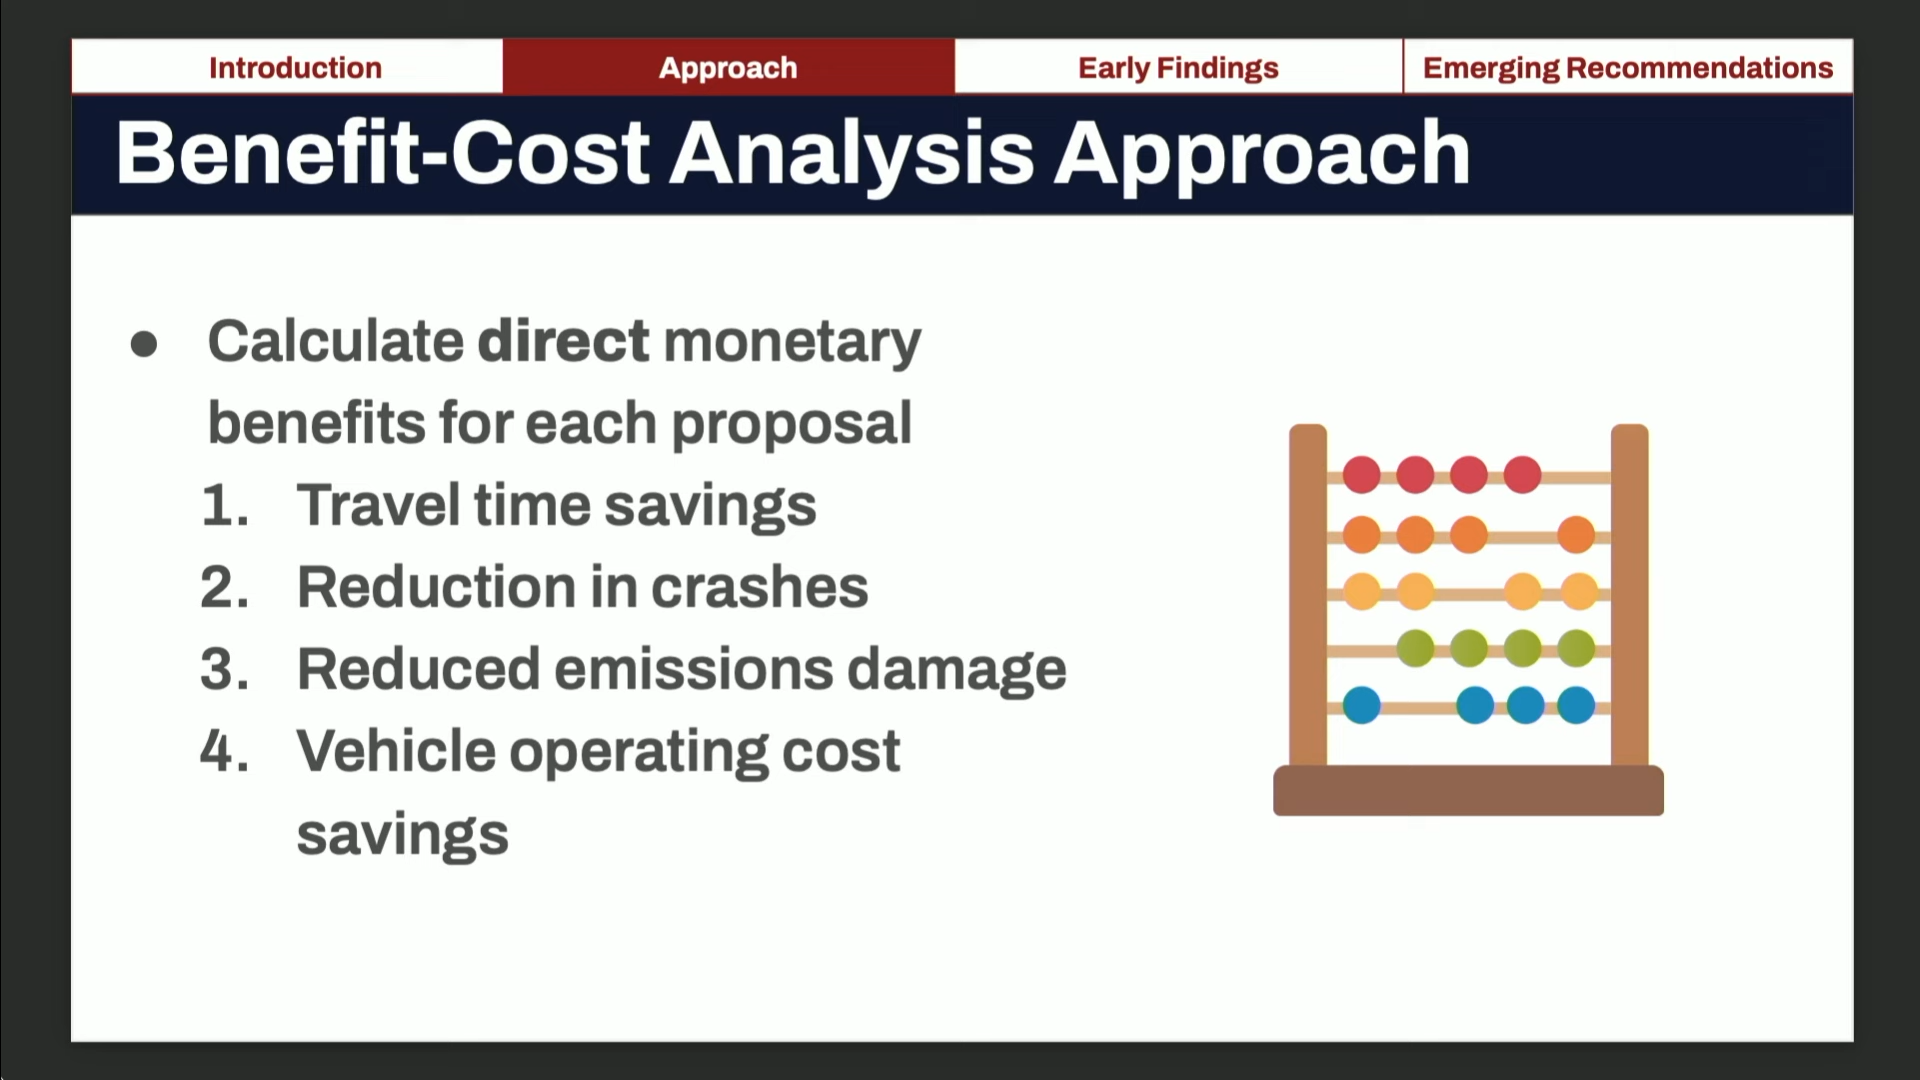 Introduction
Approach
Early Findings
Emerging Recommendations
Benefit-Cost Analysis Approach
● Calculate direct monetary
benefits for each proposal
1. Travel time savings
2. Reduction in crashes
3. Reduced emissions damage
4. Vehicle operating cost
savings